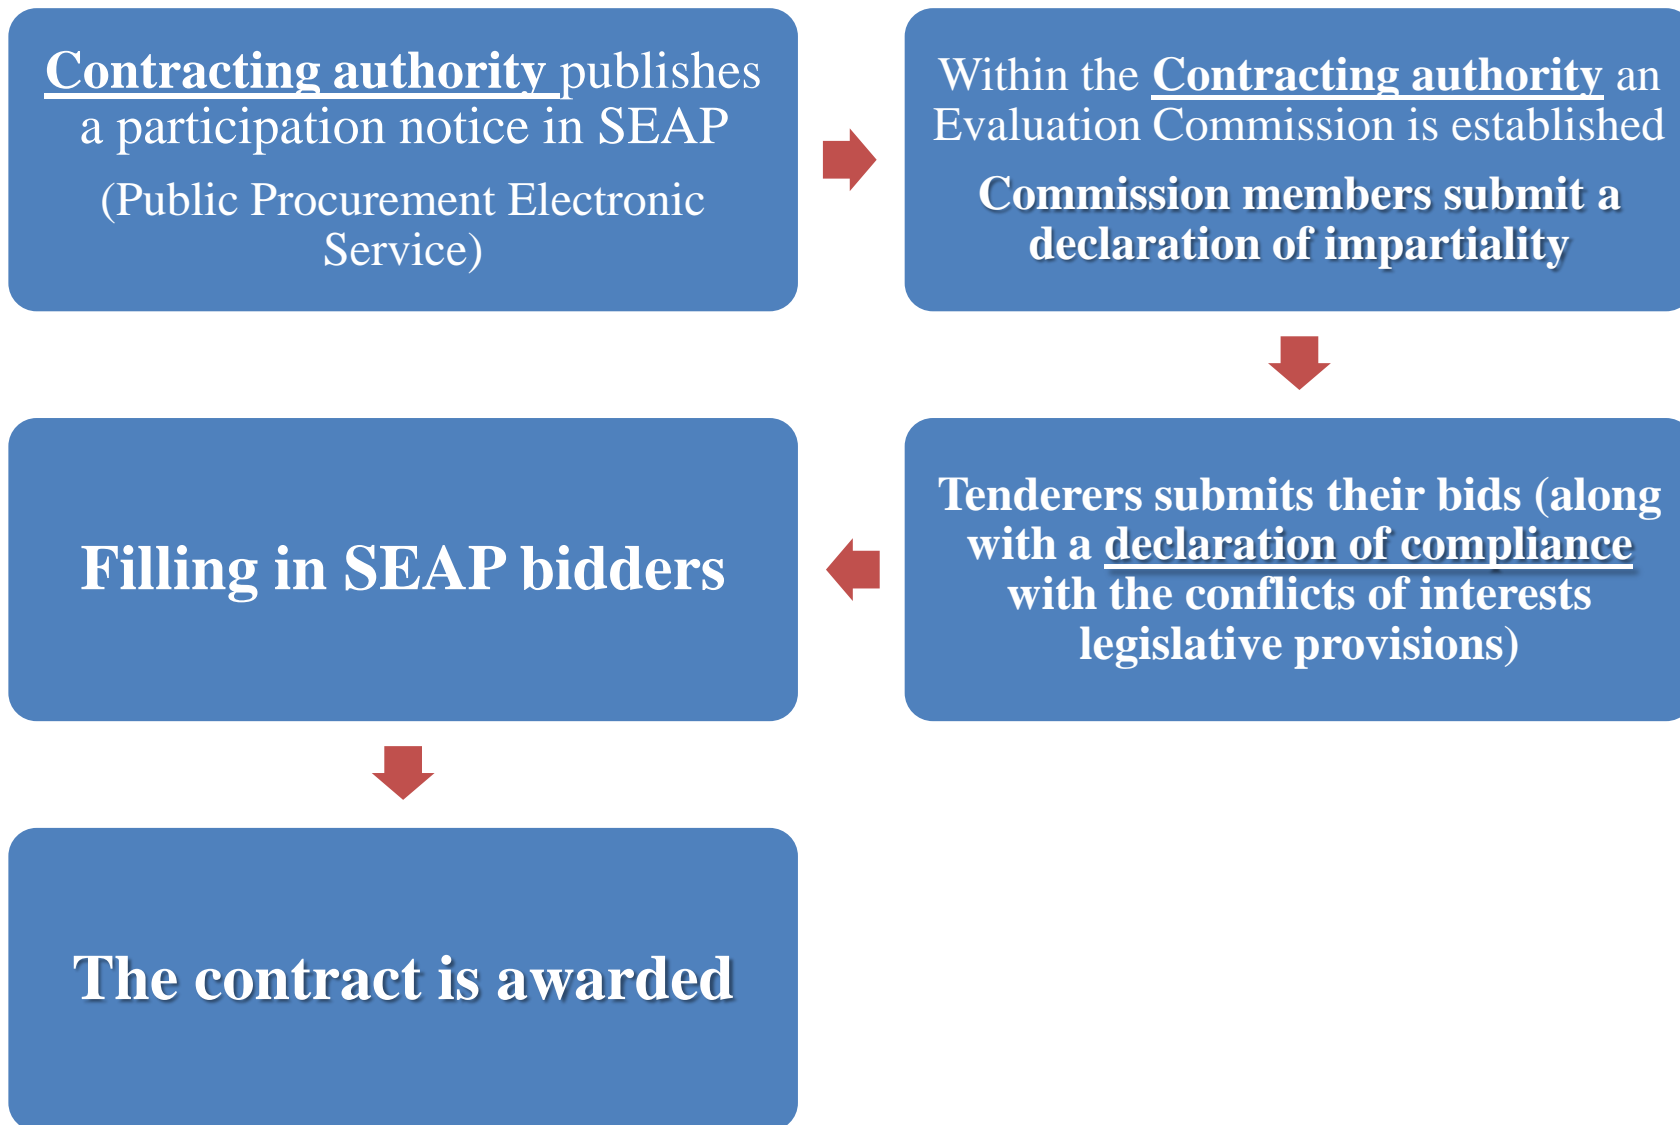 Contracting authority publishes
a participation notice in SEAP
(Public Procurement Electronic
Service)
Within the Contracting authority an
Evaluation Commission is established
Commission members submit a
declaration of impartiality
Tenderers submits their bids (along
with a declaration of compliance
with the conflicts of interests
legislative provisions)
Filling in SEAP bidders
The contract is awarded